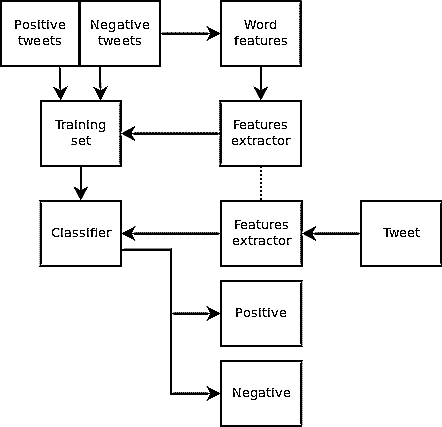 Positive
tweets
Negative
tweets
Word
features
Training
set
Features
extractor
Classifier
Features
extractor
Tweet
Positive
Negative